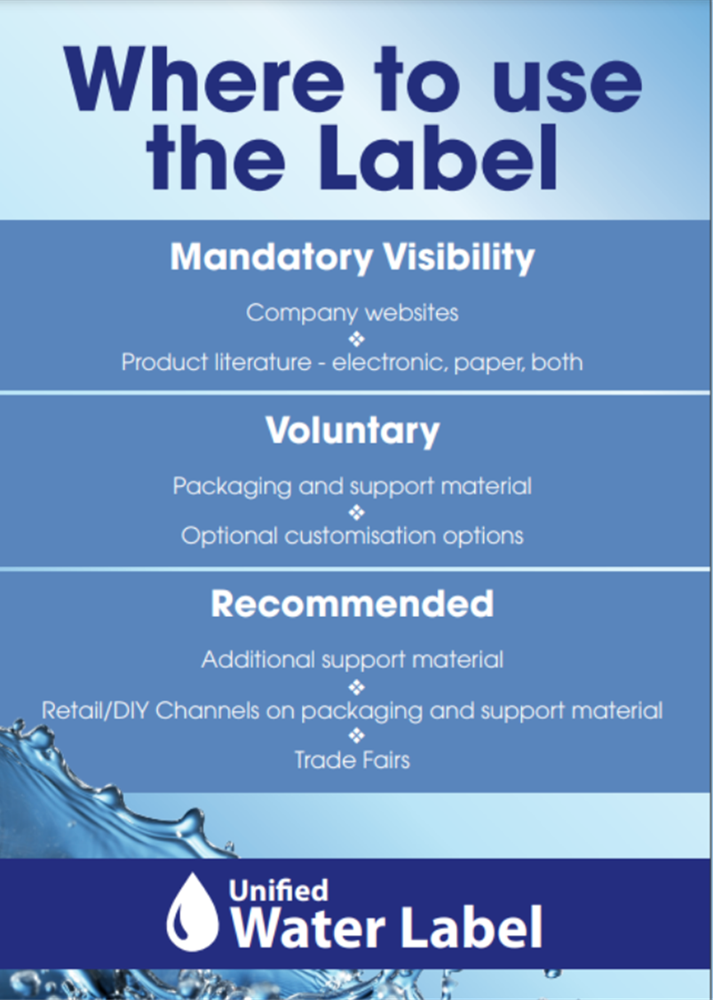 Where to use
the Label
Mandatory Visibility
Company websites
❖
Product literature - electronic, paper, both
Voluntary
Packaging and support material
❖
Optional customisation options
Recommended
Additional support material
❖
Retail/DIY Channels on packaging and support material
❖
Trade Fairs
Unified
Water Label